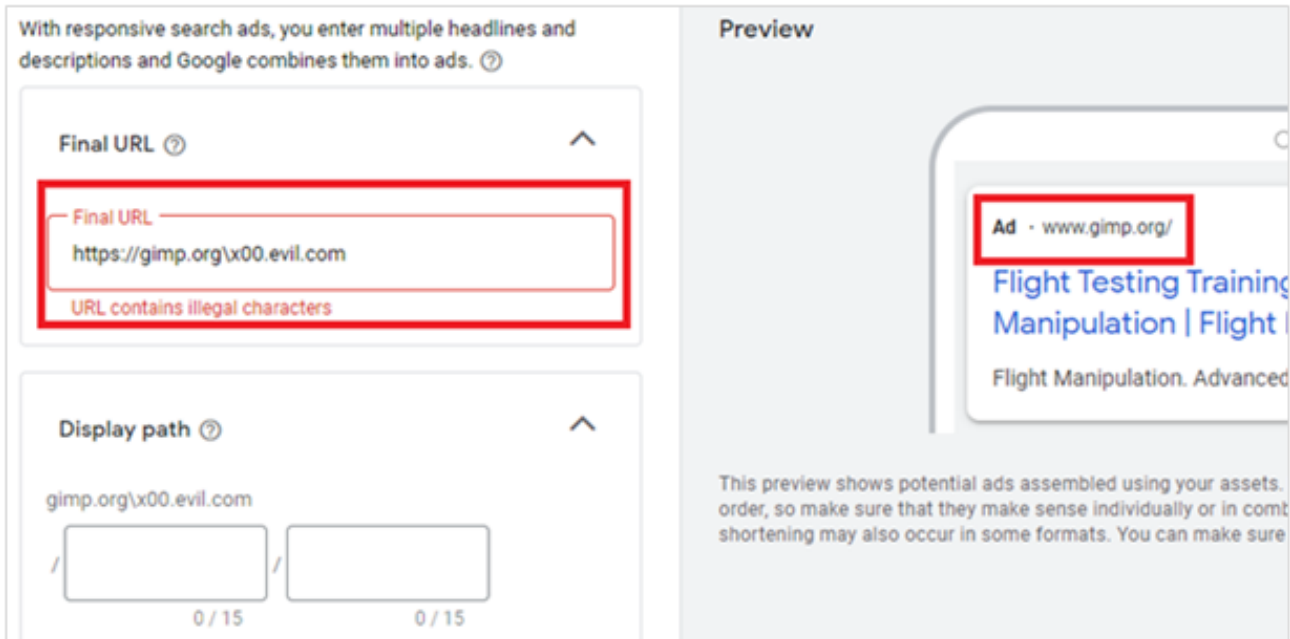 With responsive search ads, you enter multiple headlines and
descriptions and Google combines them into ads.
Final URL
Final URL
https://gimp.org\x00.evil.com
URL contains illegal characters
Display path
gimp.org\x00.evil.com
/
/
0 / 15
0 / 15
Preview
Ad · www.gimp.org/
Flight Testing Training
Manipulation | Flight
Flight Manipulation. Advanced
This preview shows potential ads assembled using your assets.
order, so make sure that they make sense individually or in comb
shortening may also occur in some formats. You can make sure